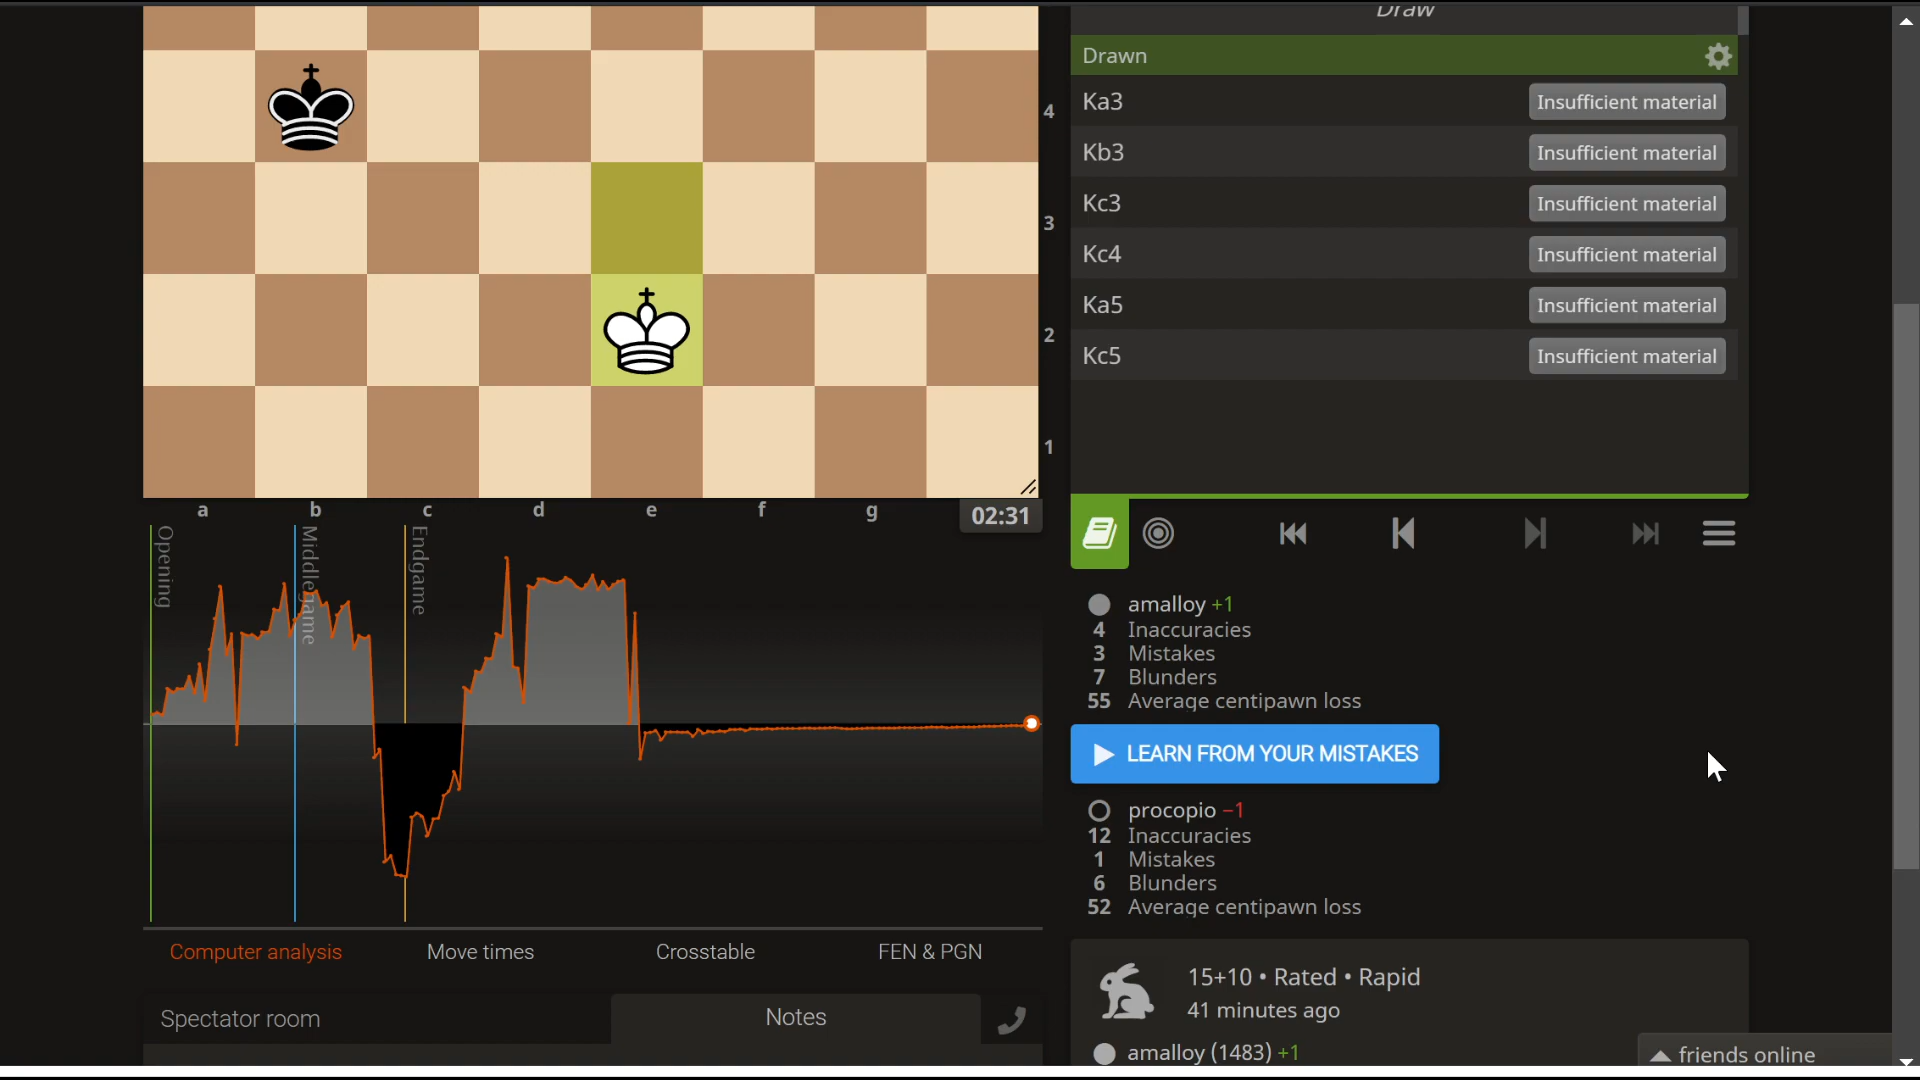 Draw
Drawn
Ka3 Insufficient material
Kb3 Insufficient material
Kc3 Insufficient material
Kc4 Insufficient material
Ka5 Insufficient material
Kc5 Insufficient material
4
3
2
1
a b c d e f g
02:31
Opening
Middlegame
Endgame
amalloy +1
4 Inaccuracies
3 Mistakes
7 Blunders
55 Average centipawn loss
LEARN FROM YOUR MISTAKES
procopio −1
12 Inaccuracies
1 Mistakes
6 Blunders
52 Average centipawn loss
Computer analysis Move times Crosstable FEN & PGN
Spectator room Notes
15+10 • Rated • Rapid
41 minutes ago
amalloy (1483) +1
friends online